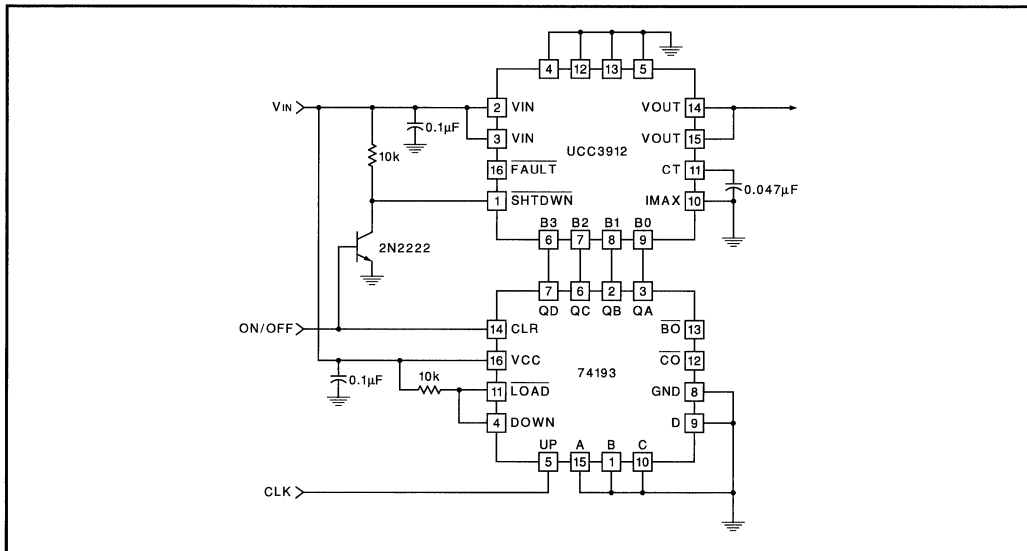 4 12 13 5
VIN 2 VIN VOUT 14
0.1µF
3 VIN VOUT 15
10k UCC3912
16 FAULT CT 11
0.047µF
1 SHTDWN IMAX 10
B3 B2 B1 B0
6 7 8 9
2N2222
7 6 2 3
QD QC QB QA
ON/OFF 14 CLR BO 13
16 VCC CO 12
0.1µF 10k 74193
11 LOAD GND 8
4 DOWN D 9
UP A B C
5 15 1 10
CLK